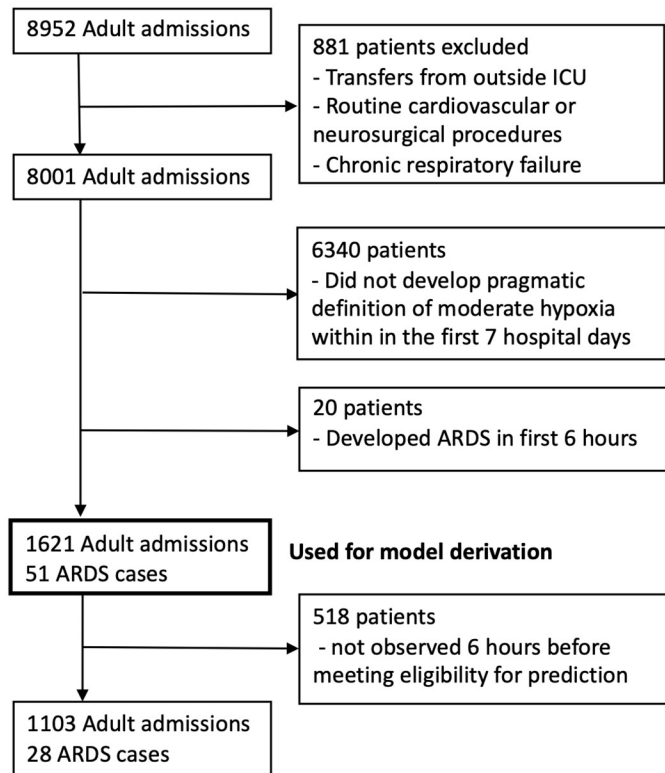 8952 Adult admissions
881 patients excluded
- Transfers from outside ICU
- Routine cardiovascular or
neurosurgical procedures
- Chronic respiratory failure
8001 Adult admissions
6340 patients
- Did not develop pragmatic
definition of moderate hypoxia
within in the first 7 hospital days
20 patients
- Developed ARDS in first 6 hours
1621 Adult admissions
51 ARDS cases
Used for model derivation
518 patients
- not observed 6 hours before
meeting eligibility for prediction
1103 Adult admissions
28 ARDS cases